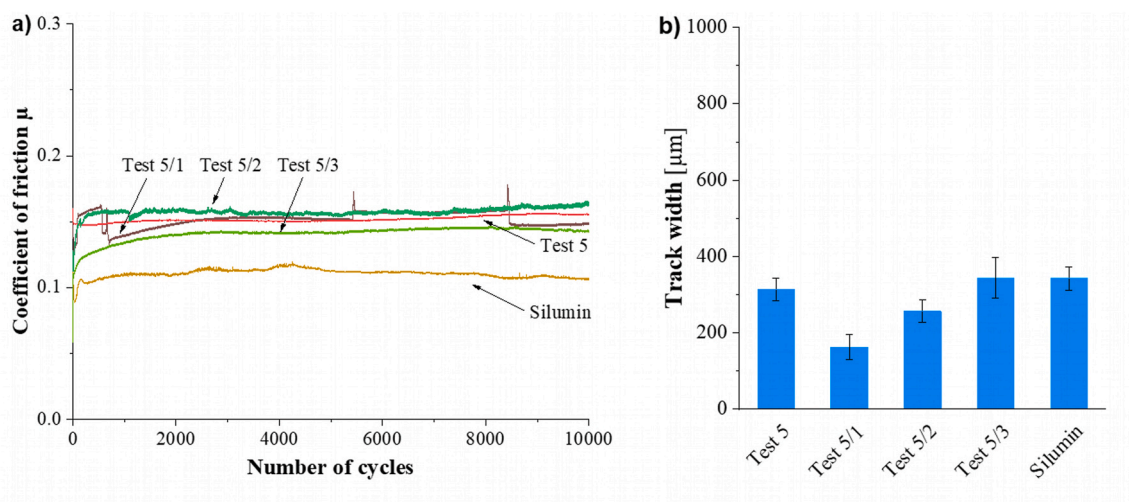 a)
0.3
0.2
0.1
0.0
Coefficient of friction μ
Test 5/1
Test 5/2
Test 5/3
Test 5
Silumin
0
2000
4000
6000
8000
10000
Number of cycles
b)
1000
800
600
400
200
0
Track width [μm]
Test 5
Test 5/1
Test 5/2
Test 5/3
Silumin